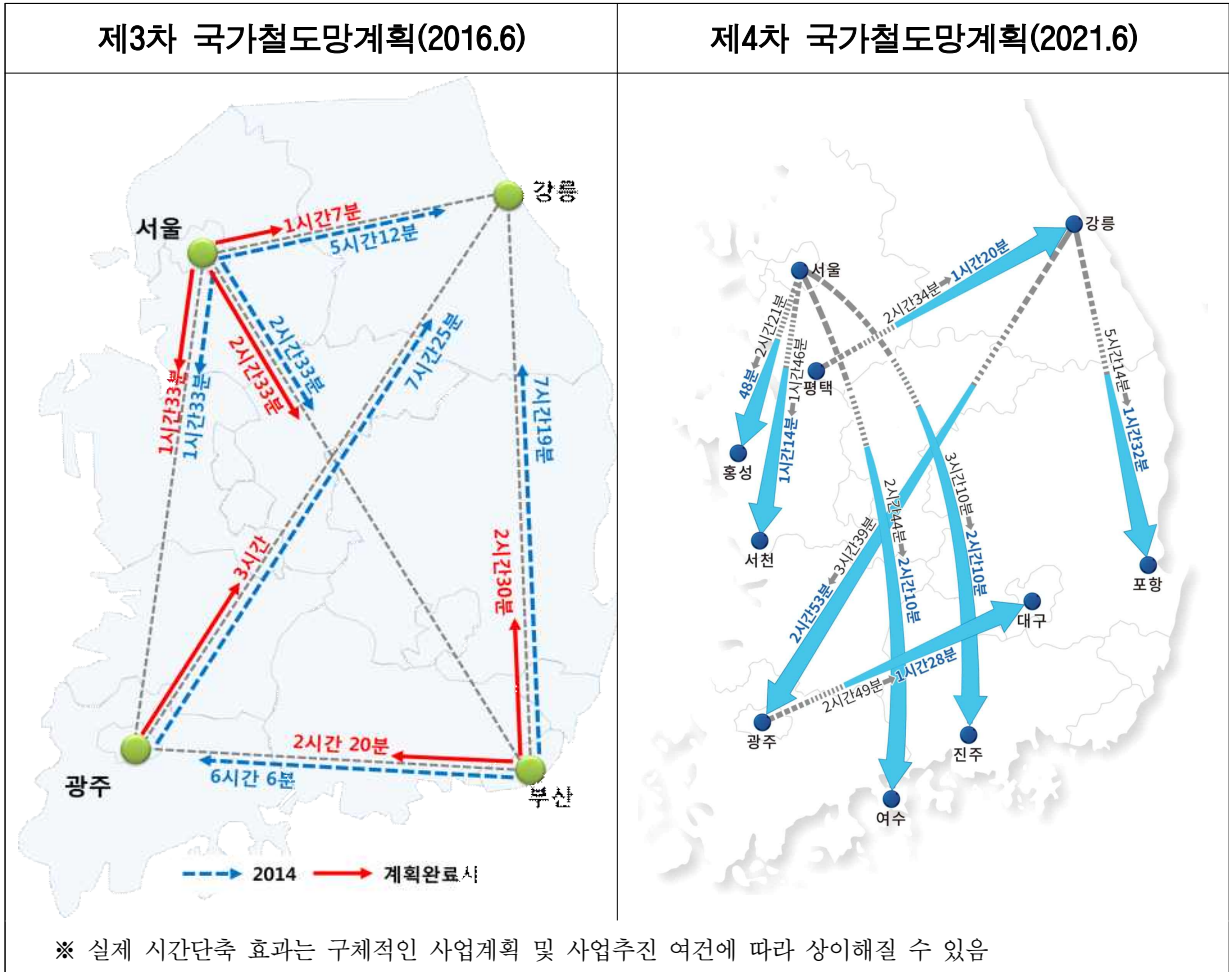 제3차 국가철도망계획(2016.6)
서울
강릉
1시간7분
5시간12분
2시간33분
2시간33분
1시간33분
1시간33분
7시간25분
7시간19분
3시간
2시간30분
2시간 20분
6시간 6분
광주
부산
2014
계획완료시
제4차 국가철도망계획(2021.6)
강릉
서울
2시간34분
1시간20분
2시간21분
48분
1시간46분
1시간14분
평택
5시간14분
1시간32분
홍성
3시간10분
2시간10분
2시간44분
2시간10분
3시간39분
2시간53분
서천
포항
대구
2시간49분
1시간28분
광주
진주
여수
※ 실제 시간단축 효과는 구체적인 사업계획 및 사업추진 여건에 따라 상이해질 수 있음